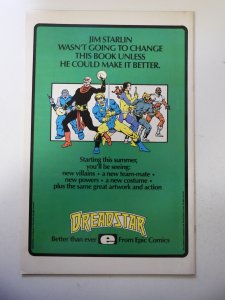 JIM STARLIN
WASN'T GOING TO CHANGE
THIS BOOK UNLESS
HE COULD MAKE IT BETTER.
Starting this summer,
you'll be seeing:
new villains • a new team-mate •
new powers • a new costume •
plus the same great artwork and action
DREADSTAR
Better than ever e From Epic Comics